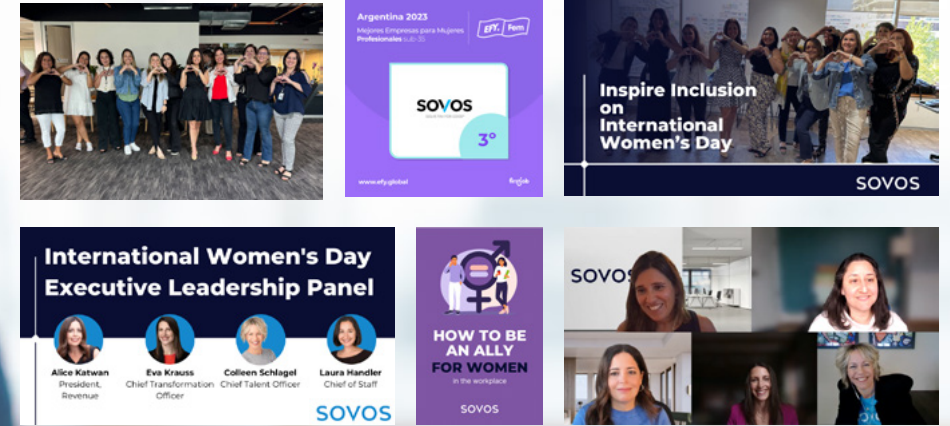 Argentina 2023
Mejores Empresas para Mujeres
Profesionales sub 35
EFY. Fem
SOVOS
3°
www.efy.global
Inspire Inclusion
on
International
Women's Day
SOVOS
International Women's Day
Executive Leadership Panel
Alice Katwan
President,
Revenue
Eva Krauss
Chief Transformation
Officer
Colleen Schlagel
Chief Talent Officer
Laura Handler
Chief of Staff
SOVOS
HOW TO BE
AN ALLY
FOR WOMEN
in the workplace
SOVOS
SOVOS